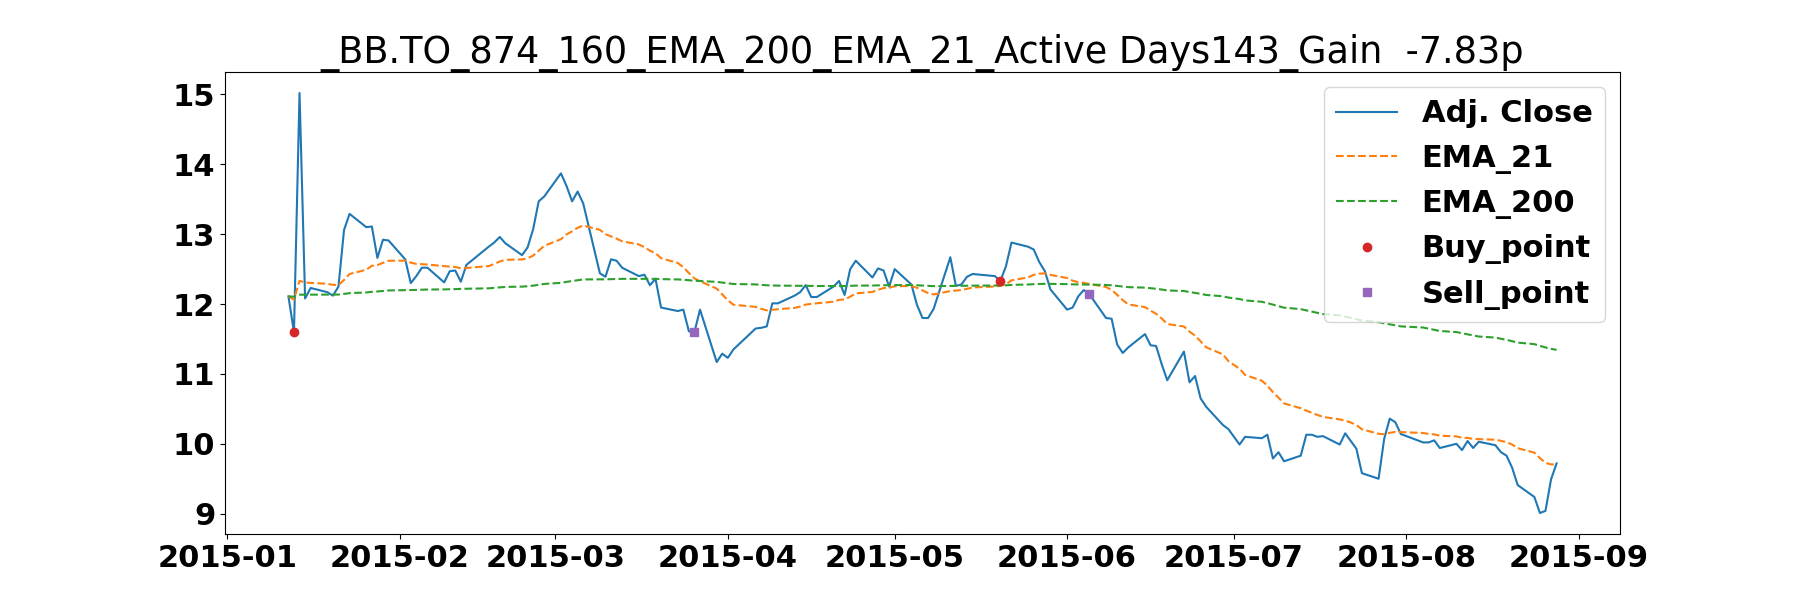 _BB.TO_874_160_EMA_200_EMA_21_Active Days143_Gain  -7.83p
15
14
13
12
11
10
9
Adj. Close
EMA_21
EMA_200
Buy_point
Sell_point
2015-01 2015-02 2015-03 2015-04 2015-05 2015-06 2015-07 2015-08 2015-09